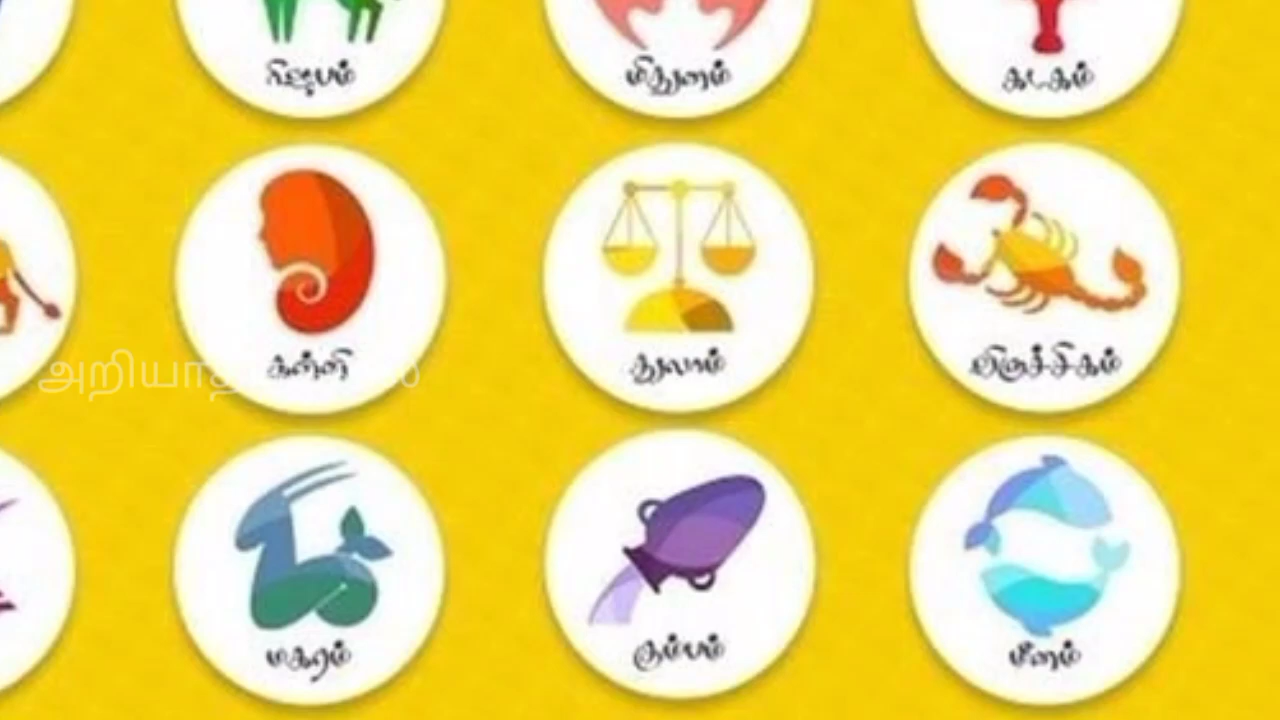 ரிஷபம்
மிதுனம்
கடகம்
கன்னி
துலாம்
விருச்சிகம்
மகரம்
கும்பம்
மீனம்